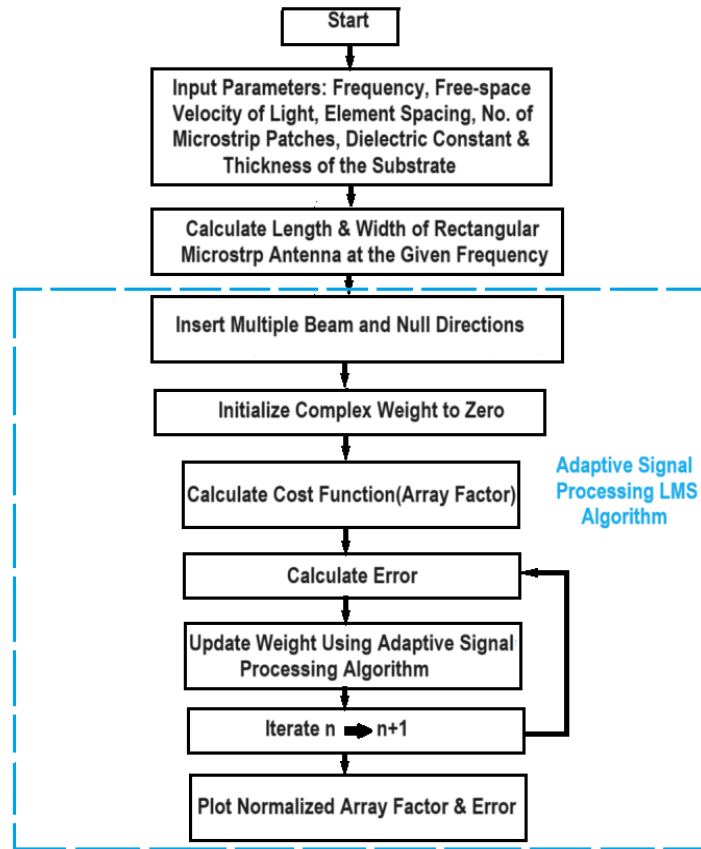 Start
Input Parameters: Frequency, Free-space
Velocity of Light, Element Spacing, No. of
Microstrip Patches, Dielectric Constant &
Thickness of the Substrate
Calculate Length & Width of Rectangular
Microstrp Antenna at the Given Frequency
Insert Multiple Beam and Null Directions
Initialize Complex Weight to Zero
Calculate Cost Function(Array Factor)
Adaptive Signal
Processing LMS
Algorithm
Calculate Error
Update Weight Using Adaptive Signal
Processing Algorithm
Iterate n ➡ n+1
Plot Normalized Array Factor & Error